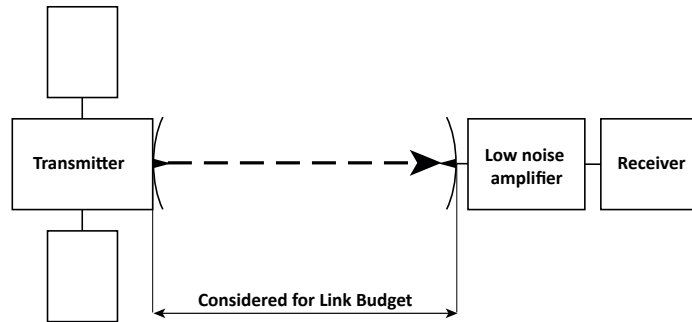 Transmitter
Low noise
amplifier
Receiver
Considered for Link Budget